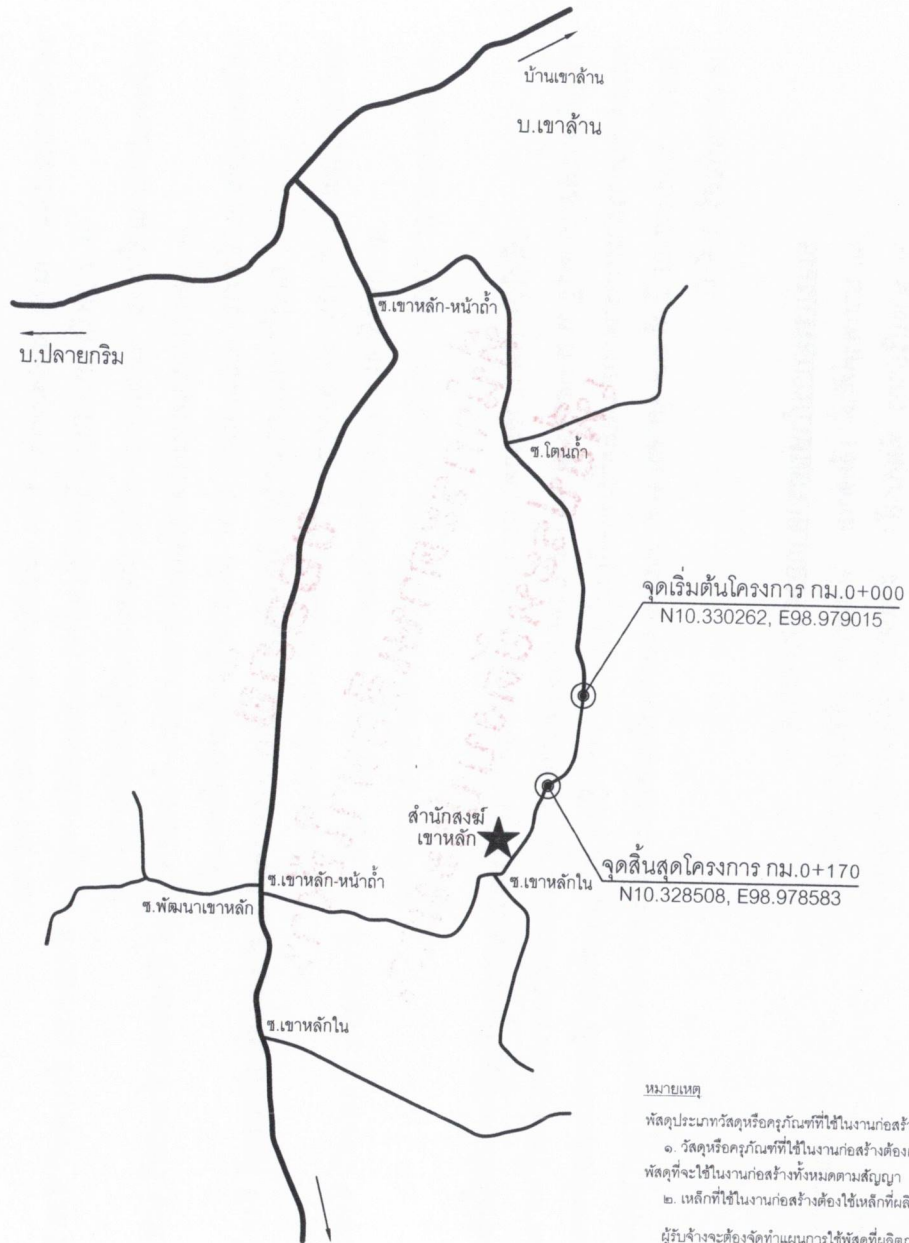 บ้านเขาล้าน
บ.เขาล้าน
ซ.เขาหลัก-หน้าถ้ำ
บ.ปลายกริม
ซ.โตนถ้ำ
จุดเริ่มต้นโครงการ กม.0+000
N10.330262, E98.979015
สำนักสงฆ์
เขาหลัก
จุดสิ้นสุดโครงการ กม.0+170
N10.328508, E98.978583
ซ.เขาหลักใน
ซ.เขาหลัก-หน้าถ้ำ
ซ.พัฒนาเขาหลัก
ซ.เขาหลักใน
หมายเหตุ
พัสดุประเภทวัสดุหรือครุภัณฑ์ที่ใช้ในงานก่อสร้
๑. วัสดุหรือครุภัณฑ์ที่ใช้ในงานก่อสร้างต้อง
พัสดุที่จะใช้ในงานก่อสร้างทั้งหมดตามสัญญา
๒. เหล็กที่ใช้ในงานก่อสร้างต้องใช้เหล็กที่ผลิ
ผู้รับจ้างจะต้องจัดทำแผนการใช้พัสดุที่ผลิต